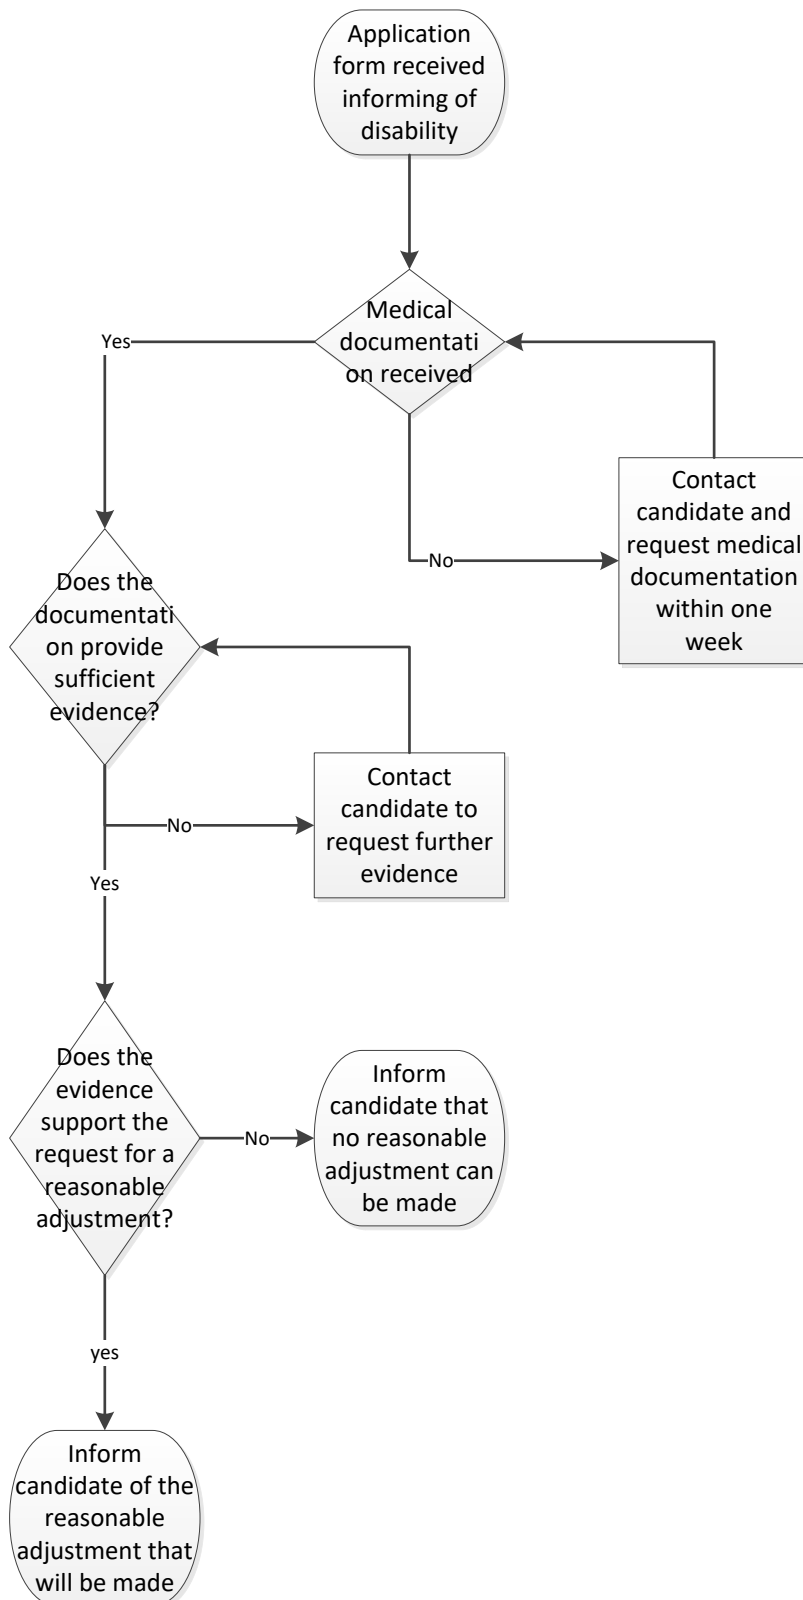 Application
form received
informing of
disability
Medical
documentati
on received
Yes
No
Contact
candidate and
request medical
documentation
within one
week
Does the
documentati
on provide
sufficient
evidence?
No
Contact
candidate to
request further
evidence
Yes
Does the
evidence
support the
request for a
reasonable
adjustment?
No
Inform
candidate that
no reasonable
adjustment can
be made
yes
Inform
candidate of the
reasonable
adjustment that
will be made